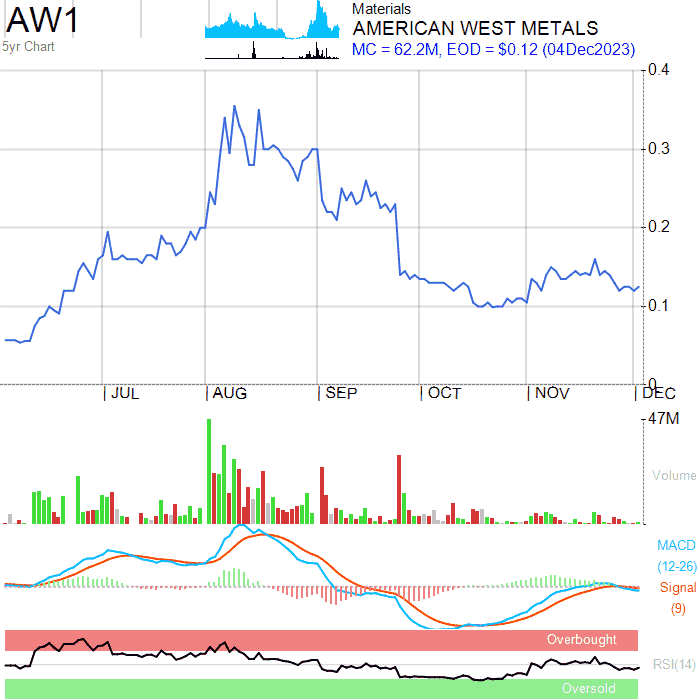 AW1
5yr Chart
Materials
AMERICAN WEST METALS
MC = 62.2M, EOD = $0.12 (04Dec2023)
0.4
0.3
0.2
0.1
0
JUL
AUG
SEP
OCT
NOV
DEC
47M
Volume
MACD
(12-26)
Signal
(9)
Overbought
RSI(14)
Oversold